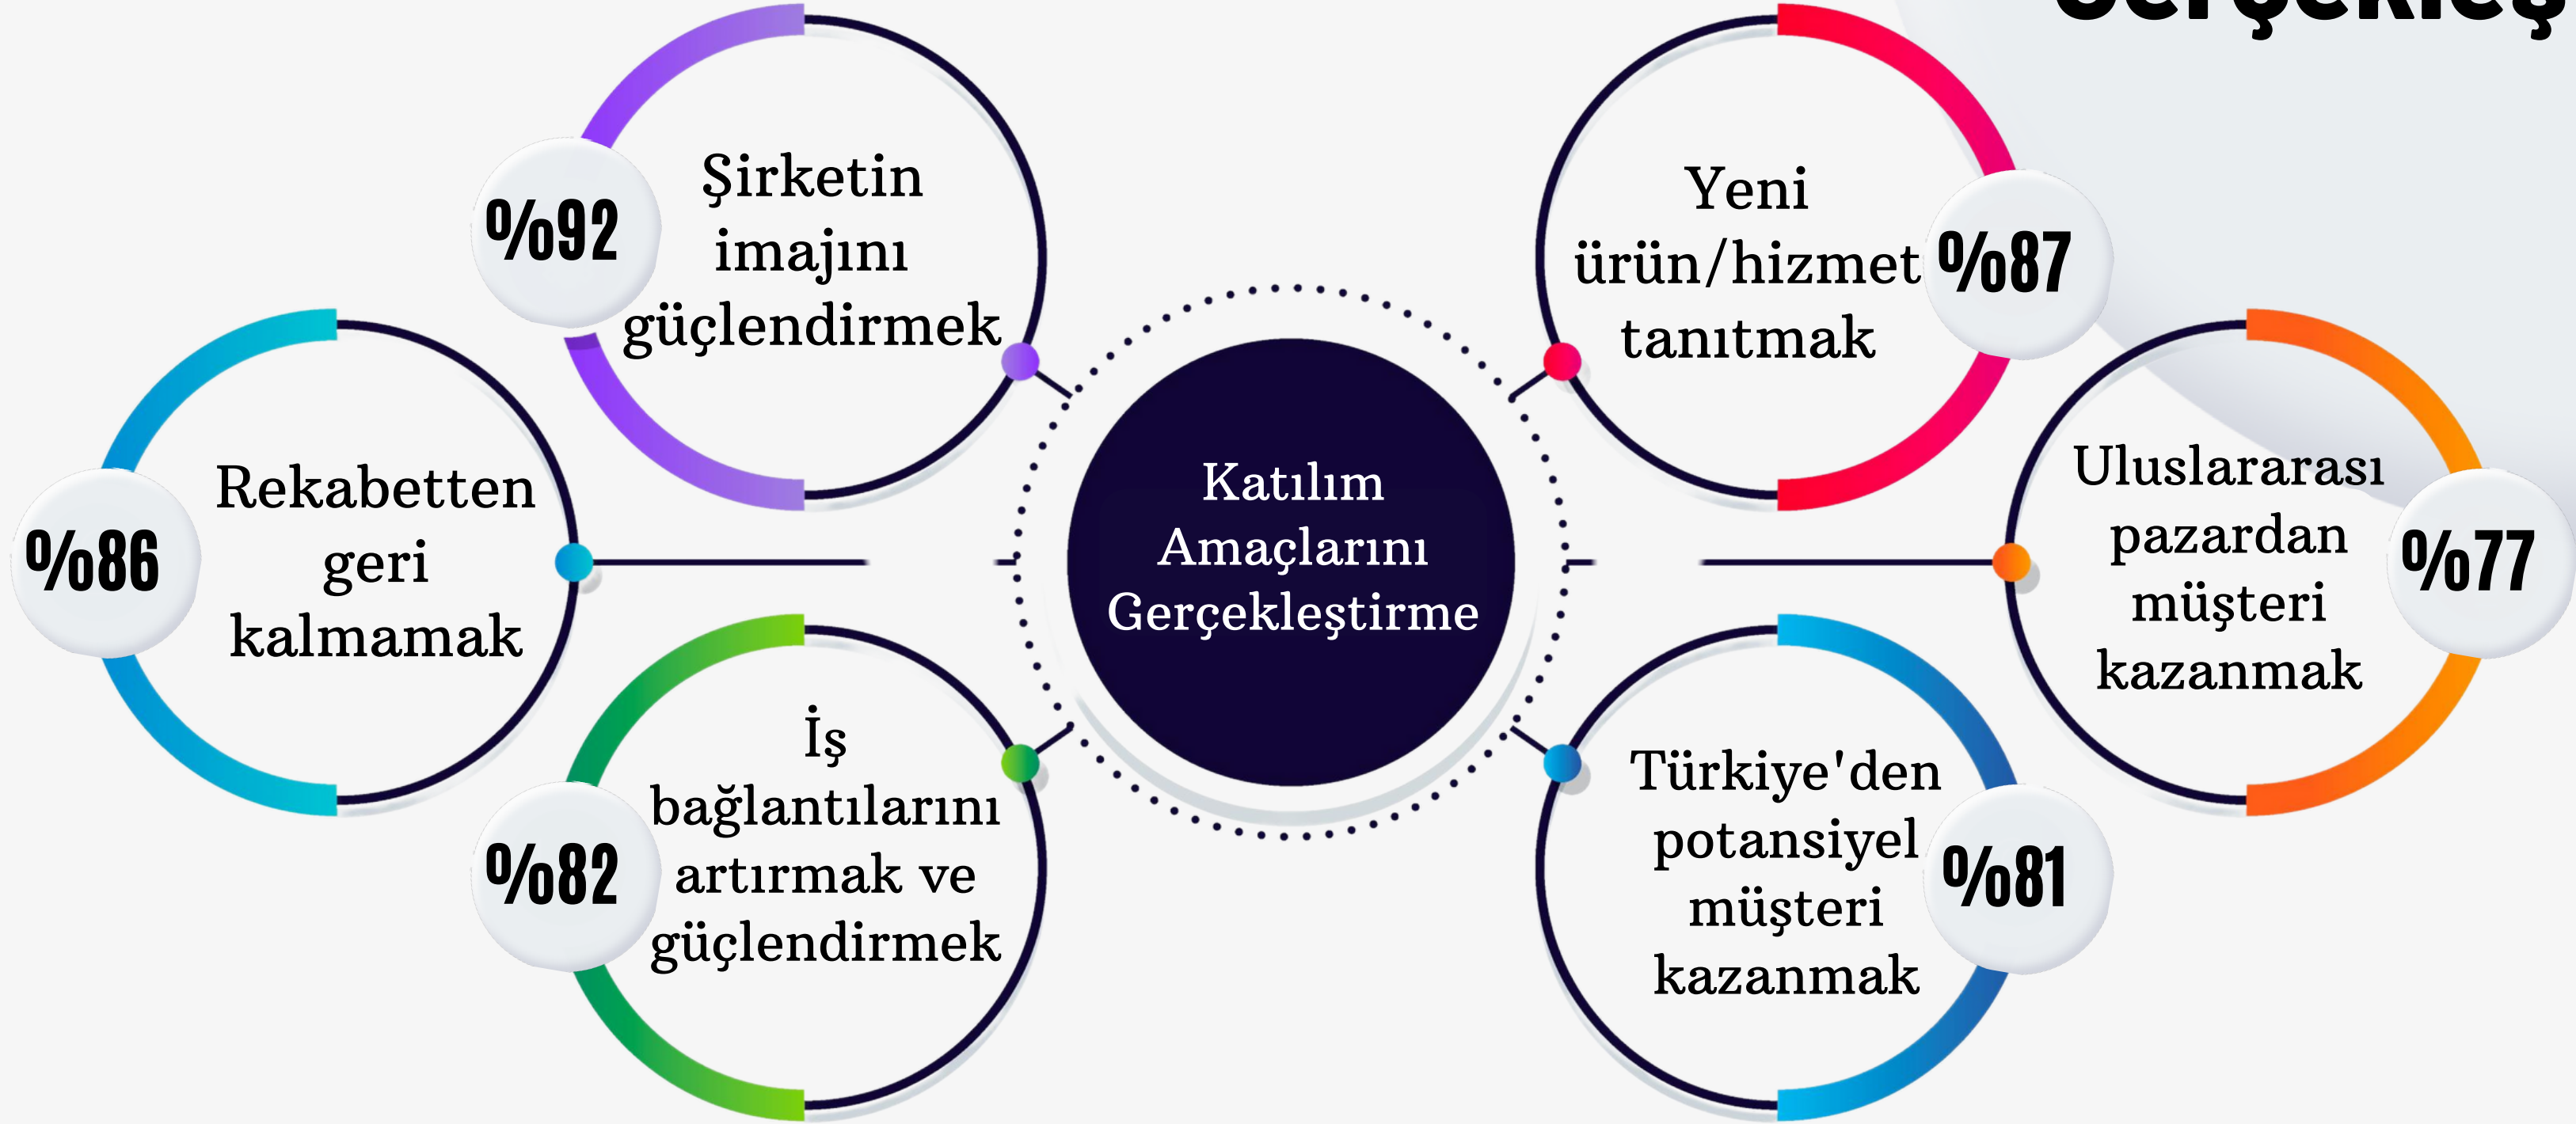 %92
Şirketin
imajını
güçlendirmek
Yeni
ürün/hizmet
tanıtmak
%87
%86
Rekabetten
geri
kalmamak
Katılım
Amaçlarını
Gerçekleştirme
Uluslararası
pazardan
müşteri
kazanmak
%77
%82
İş
bağlantılarını
artırmak ve
güçlendirmek
Türkiye'den
potansiyel
müşteri
kazanmak
%81